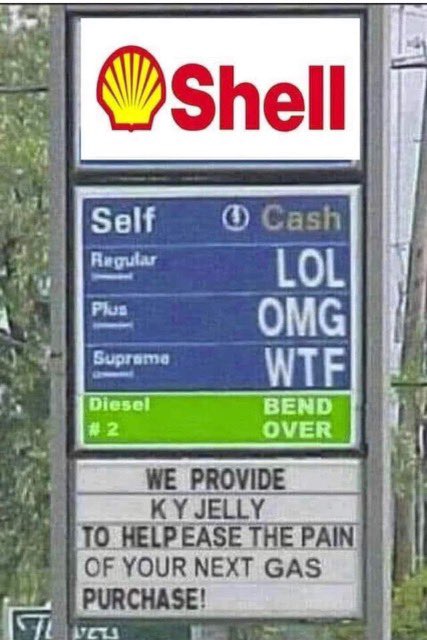 Shell
Self Cash
Regular LOL
Plus OMG
Supreme WTF
Diesel BEND
# 2 OVER
WE PROVIDE
K Y JELLY
TO HELP EASE THE PAIN
OF YOUR NEXT GAS
PURCHASE!